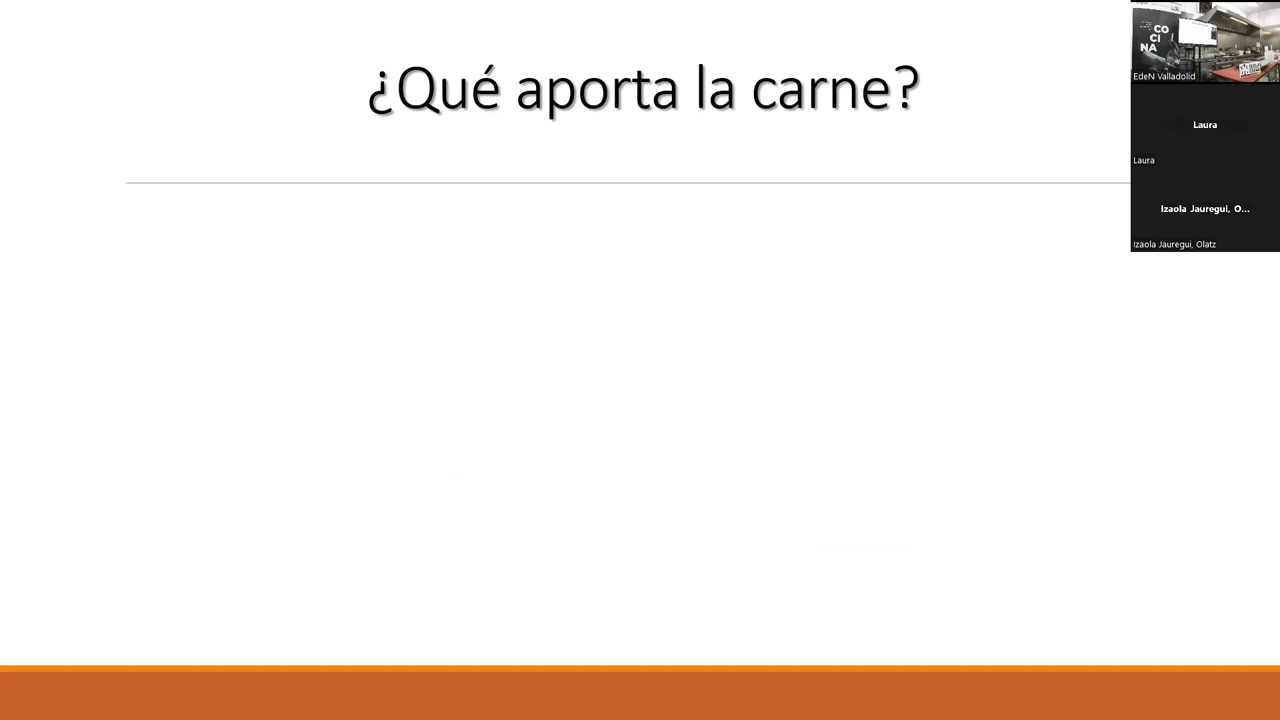 ¿Qué aporta la carne?
CO
CI
NA
EdeN Valladolid
Laura
Laura
Izaola Jauregui, O...
Izaola Jauregui, Olatz